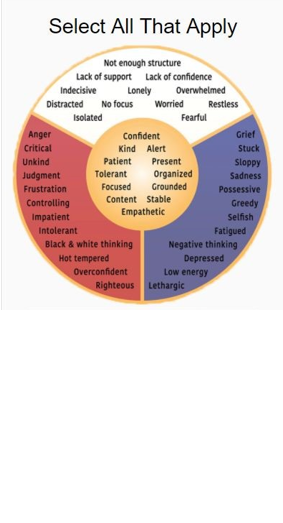 Select All That Apply
Not enough structure
Lack of support Lack of confidence
Indecisive Lonely Overwhelmed
Distracted No focus Worried Restless
Isolated Fearful
Anger
Critical
Unkind
Judgment
Frustration
Controlling
Impatient
Intolerant
Black & white thinking
Hot tempered
Overconfident
Righteous
Confident
Kind Alert
Patient Present
Tolerant Organized
Focused Grounded
Content Stable
Empathetic
Grief
Stuck
Sloppy
Sadness
Possessive
Greedy
Selfish
Fatigued
Negative thinking
Depressed
Low energy
Lethargic